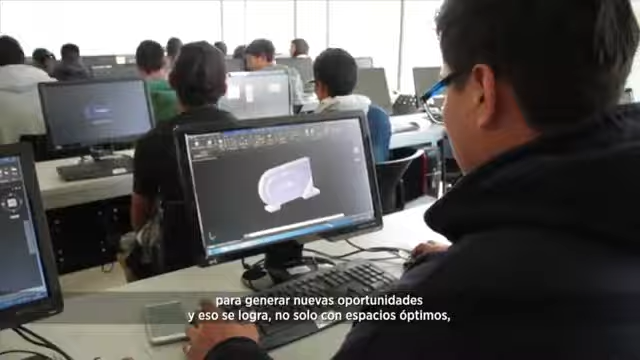 para generar nuevas oportunidades
y eso se logra, no solo con espacios óptimos,